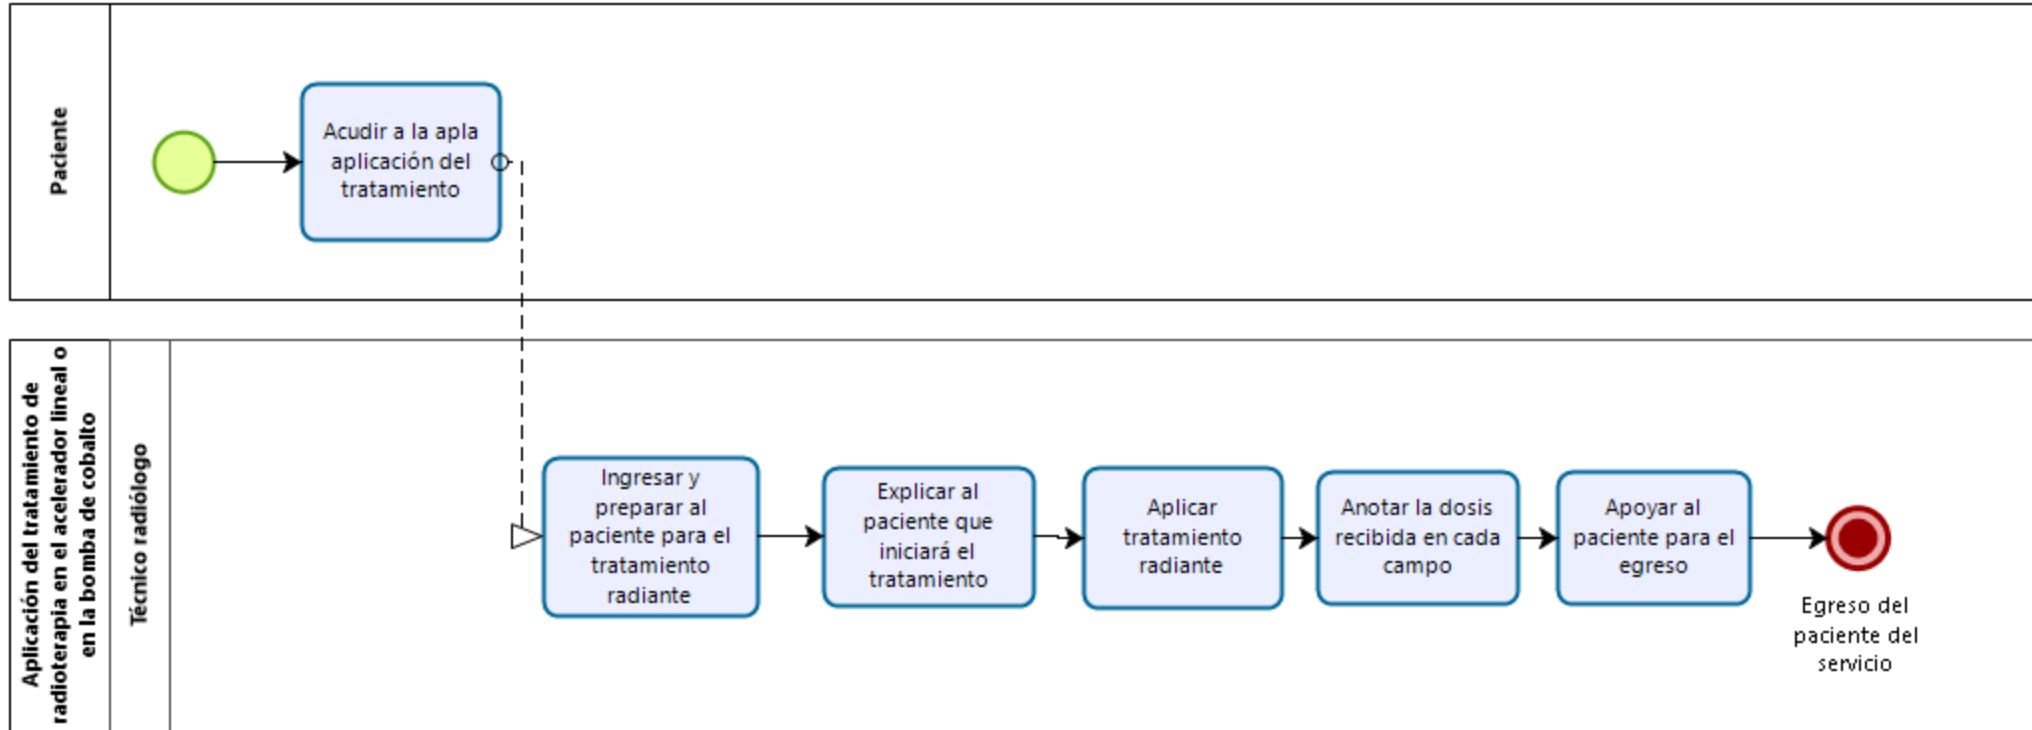 Paciente
Acudir a la apla
aplicación del
tratamiento
Aplicación del tratamiento de
radioterapia en el acelerador lineal o
en la bomba de cobalto
Técnico radiólogo
Ingresar y
preparar al
paciente para el
tratamiento
radiante
Explicar al
paciente que
iniciará el
tratamiento
Aplicar
tratamiento
radiante
Anotar la dosis
recibida en cada
campo
Apoyar al
paciente para el
egreso
Egreso del
paciente del
servicio